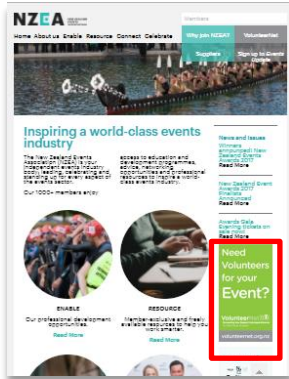 NZEA
Members
Home About us Enable Resource Connect Celebrate
Why join NZEA?
VolunteerNet
Suppliers
Sign up to Events Update
Inspiring a world-class events
industry
The New Zealand Events
Association (NZEA) is your
independent events industry
body, leading, celebrating and
standing up for every aspect of
the events sector.
Our 1000+ members enjoy
access to education and
development programmes,
advice, networking
opportunities and professional
resources to inspire a world-
class events industry.
News and Issues
Winners
announced! New
Zealand Events
Awards 2017
Read More
New Zealand Event
Awards 2017
Finalists
Announced
Read More
Awards Gala
Evening tickets on
sale now!
Read More
Need
Volunteers
for your
Event?
VolunteerNet
volunteernet.org.nz
ENABLE
Our professional development
opportunities.
Read More
RESOURCE
Member-exclusive and freely
available resources to help you
work smarter.
Read More